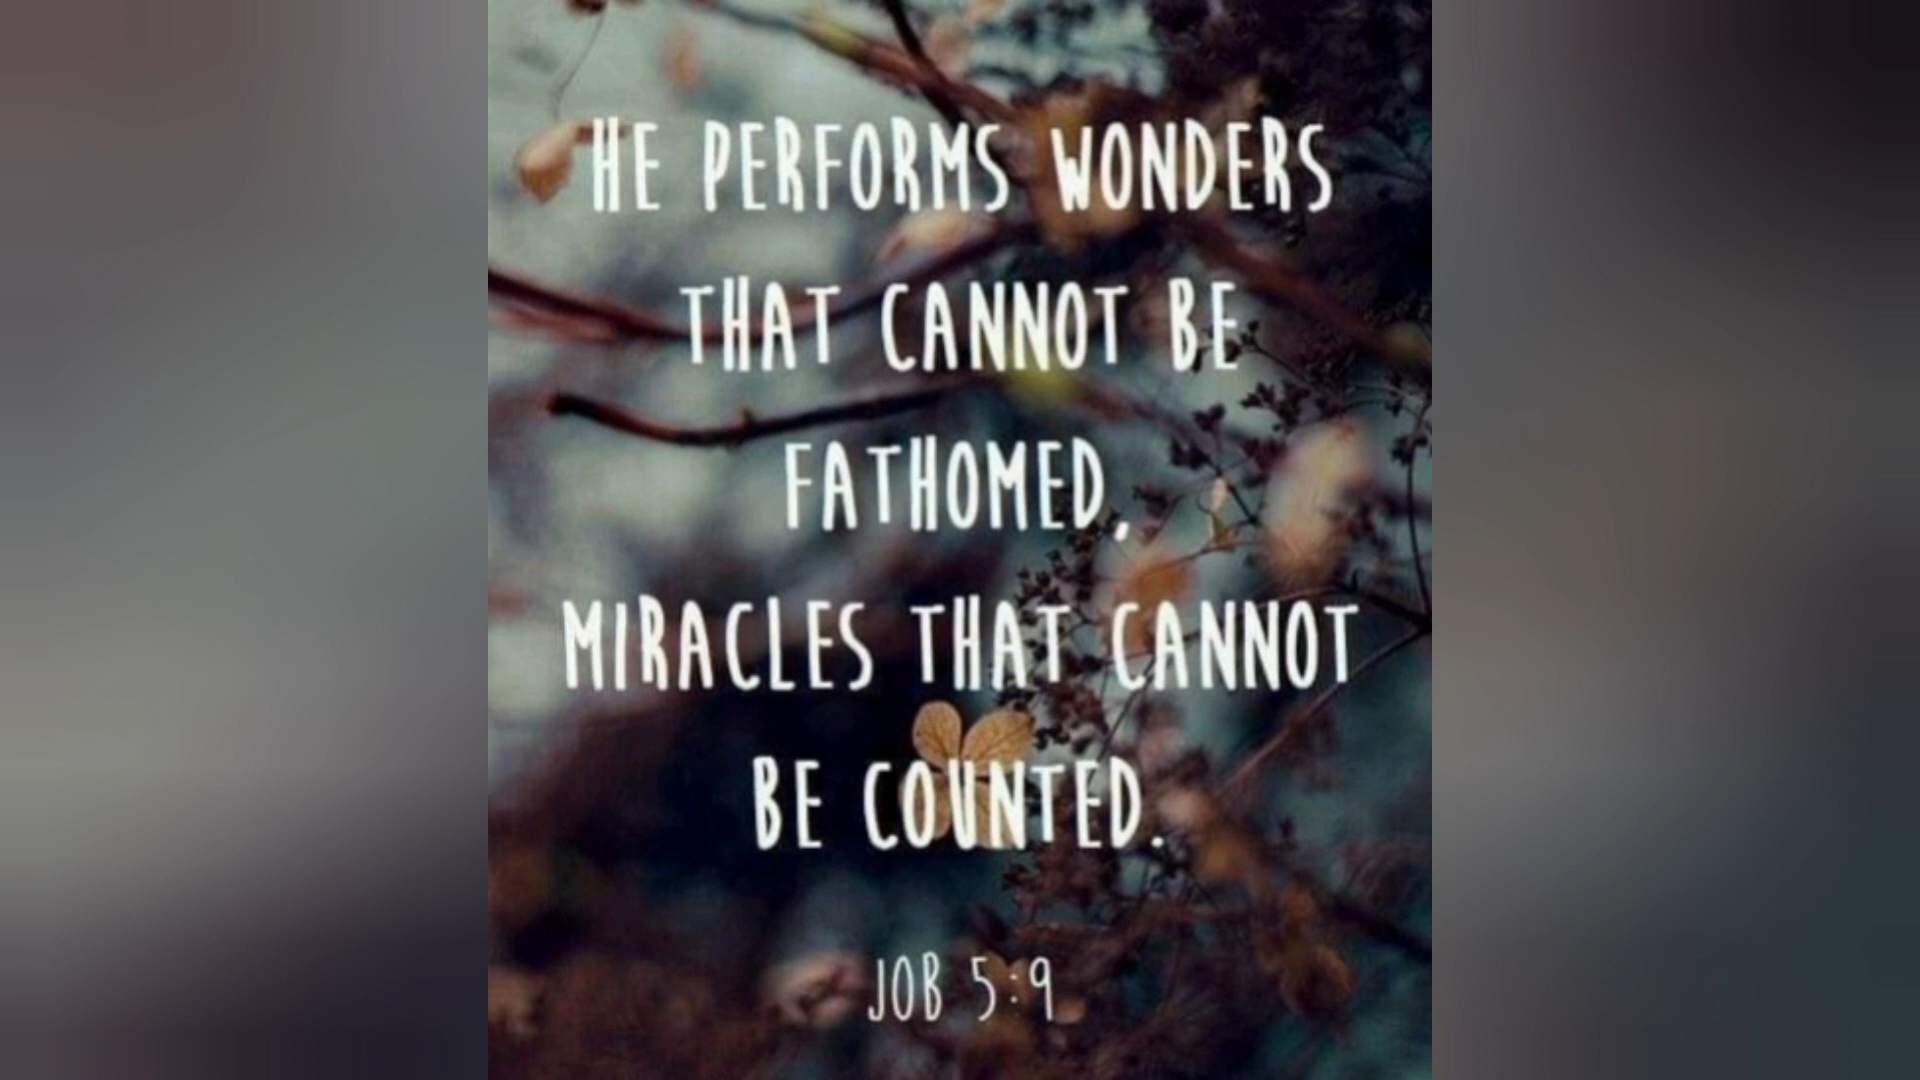 HE PERFORMS WONDERS
THAT CANNOT BE
FATHOMED,
MIRACLES THAT CANNOT
BE COUNTED.
JOB 5:9